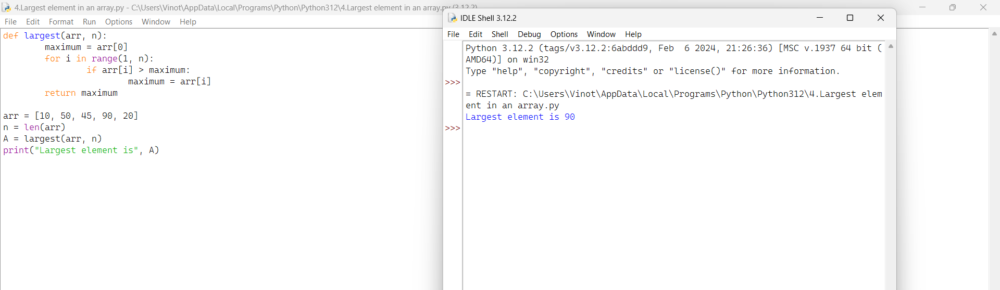 4.Largest element in an array.py - C:\Users\Vinot\AppData\Local\Programs\Python\Python312\4.Largest element in an array.py (3.12.2)
File Edit Format Run Options Window Help
def largest(arr, n):
        maximum = arr[0]
        for i in range(1, n):
                if arr[i] > maximum:
                        maximum = arr[i]
        return maximum

arr = [10, 50, 45, 90, 20]
n = len(arr)
A = largest(arr, n)
print("Largest element is", A)
IDLE Shell 3.12.2
File Edit Shell Debug Options Window Help
Python 3.12.2 (tags/v3.12.2:6abddd9, Feb  6 2024, 21:26:36) [MSC v.1937 64 bit (
AMD64)] on win32
Type "help", "copyright", "credits" or "license()" for more information.
>>>
= RESTART: C:\Users\Vinot\AppData\Local\Programs\Python\Python312\4.Largest elem
ent in an array.py
Largest element is 90
>>>